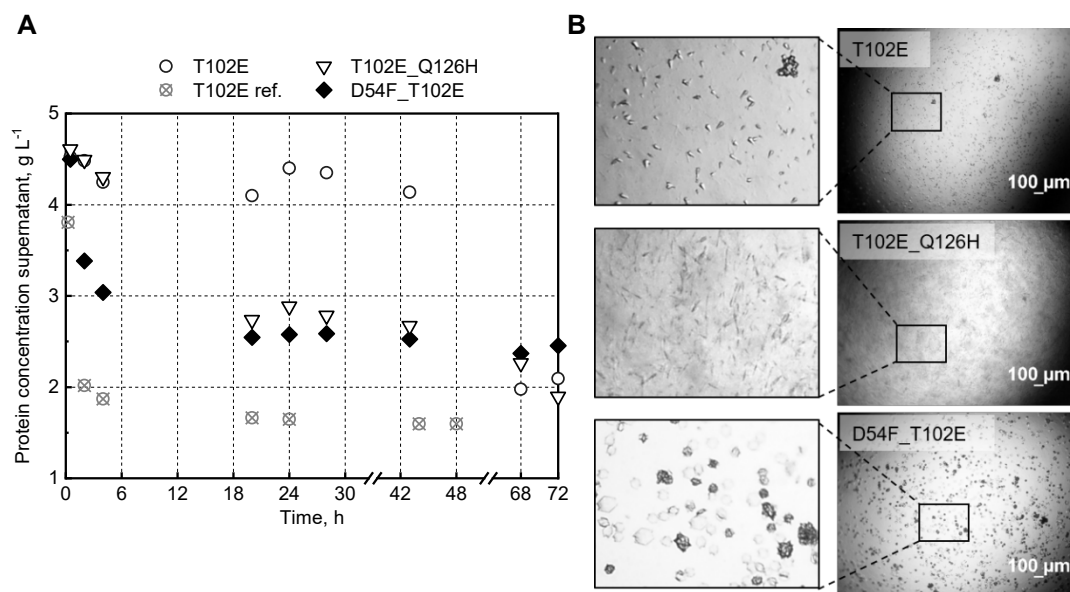 A
T102E
T102E ref.
T102E_Q126H
D54F_T102E
Protein concentration supernatant, g L-1
5
4
3
2
1
0 6 12 18 24 30 42 48 68 72
Time, h
B
T102E
100 µm
T102E_Q126H
100 µm
D54F_T102E
100 µm